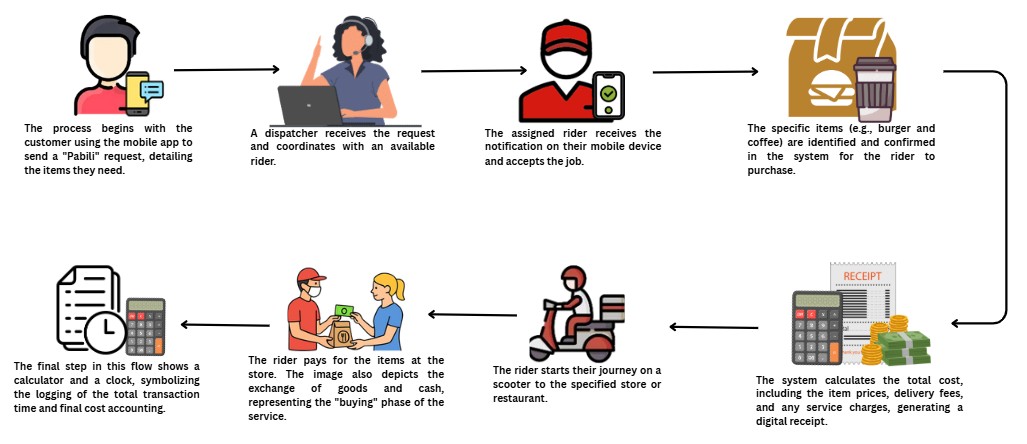 The process begins with the
customer using the mobile app to
send a "Pabili" request, detailing
the items they need.
A dispatcher receives the request
and coordinates with an available
rider.
The assigned rider receives the
notification on their mobile device
and accepts the job.
The specific items (e.g., burger and
coffee) are identified and confirmed
in the system for the rider to
purchase.
RECEIPT
The final step in this flow shows a
calculator and a clock, symbolizing
the logging of the total transaction
time and final cost accounting.
The rider pays for the items at the
store. The image also depicts the
exchange of goods and cash,
representing the "buying" phase of the
service.
The rider starts their journey on a
scooter to the specified store or
restaurant.
The system calculates the total cost,
including the item prices, delivery fees,
and any service charges, generating a
digital receipt.